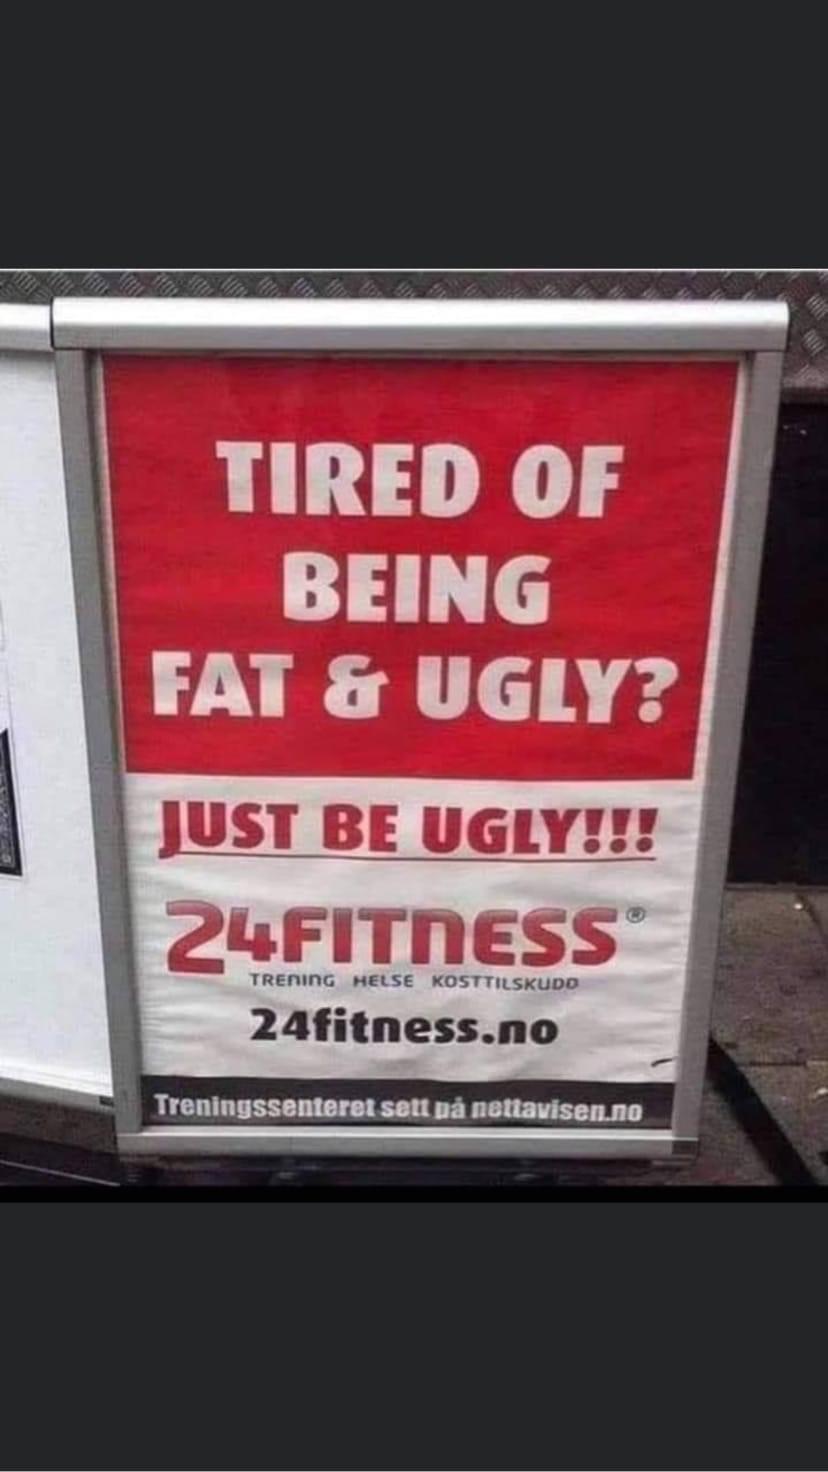 TIRED OF
BEING
FAT & UGLY?
JUST BE UGLY!!!
24FITNESS®
TRENING HELSE KOSTTILSKUDD
24fitness.no
Treningssenteret sett på nettavisen.no